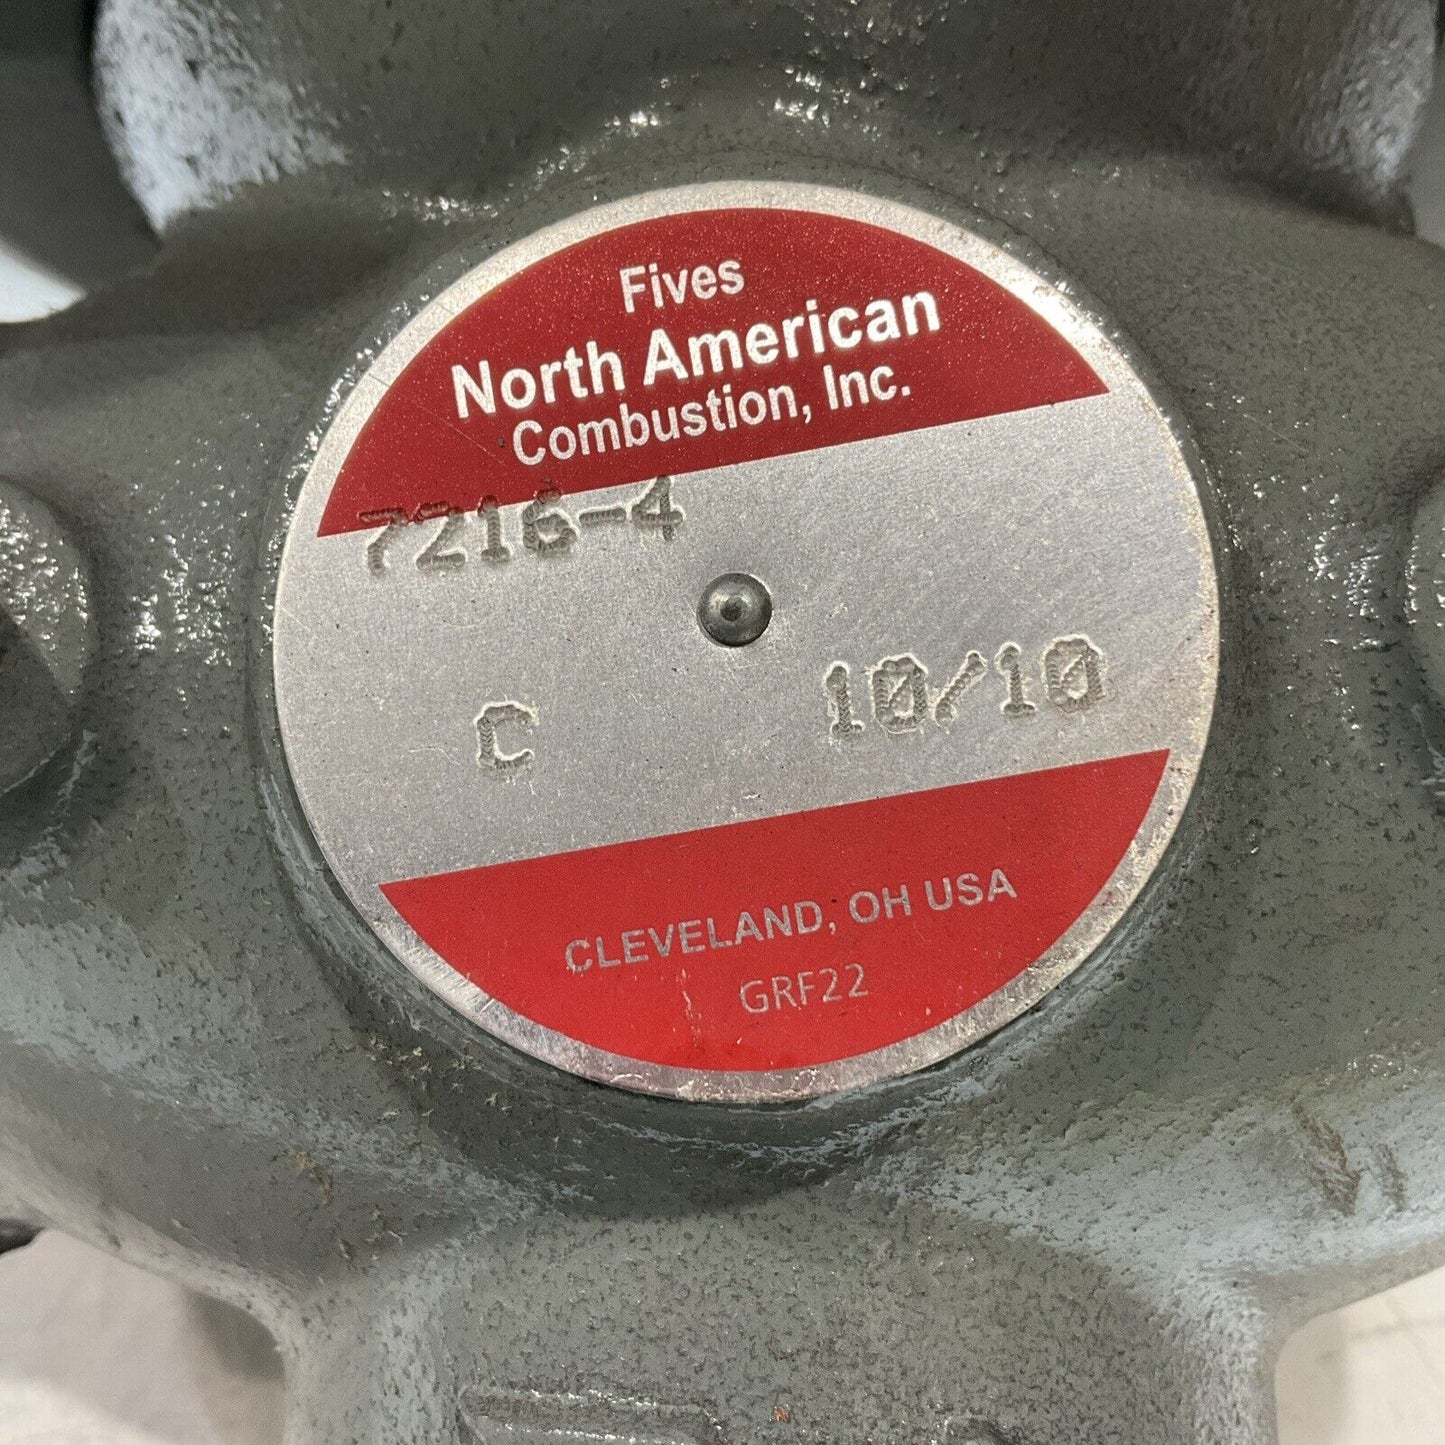 Fives
North American
Combustion, Inc.
7216-4
C 10/10
CLEVELAND, OH USA
GRF22